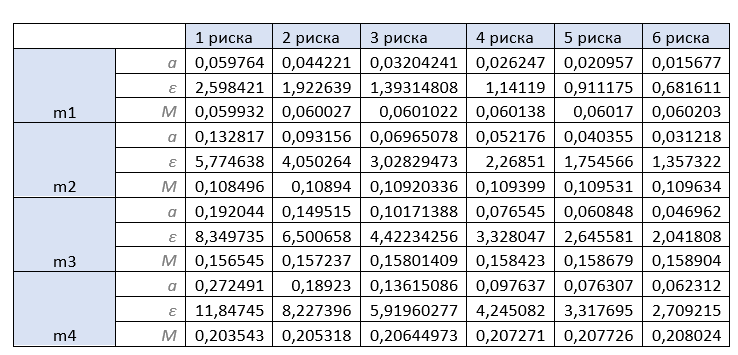 1 риска 2 риска 3 риска 4 риска 5 риска 6 риска
a 0,059764 0,044221 0,03204241 0,026247 0,020957 0,015677
ε 2,598421 1,922639 1,39314808 1,14119 0,911175 0,681611
m1 M 0,059932 0,060027 0,0601022 0,060138 0,06017 0,060203
a 0,132817 0,093156 0,06965078 0,052176 0,040355 0,031218
ε 5,774638 4,050264 3,02829473 2,26851 1,754566 1,357322
m2 M 0,108496 0,10894 0,10920336 0,109399 0,109531 0,109634
a 0,192044 0,149515 0,10171388 0,076545 0,060848 0,046962
ε 8,349735 6,500658 4,42234256 3,328047 2,645581 2,041808
m3 M 0,156545 0,157237 0,15801409 0,158423 0,158679 0,158904
a 0,272491 0,18923 0,13615086 0,097637 0,076307 0,062312
ε 11,84745 8,227396 5,91960277 4,245082 3,317695 2,709215
m4 M 0,203543 0,205318 0,20644973 0,207271 0,207726 0,208024